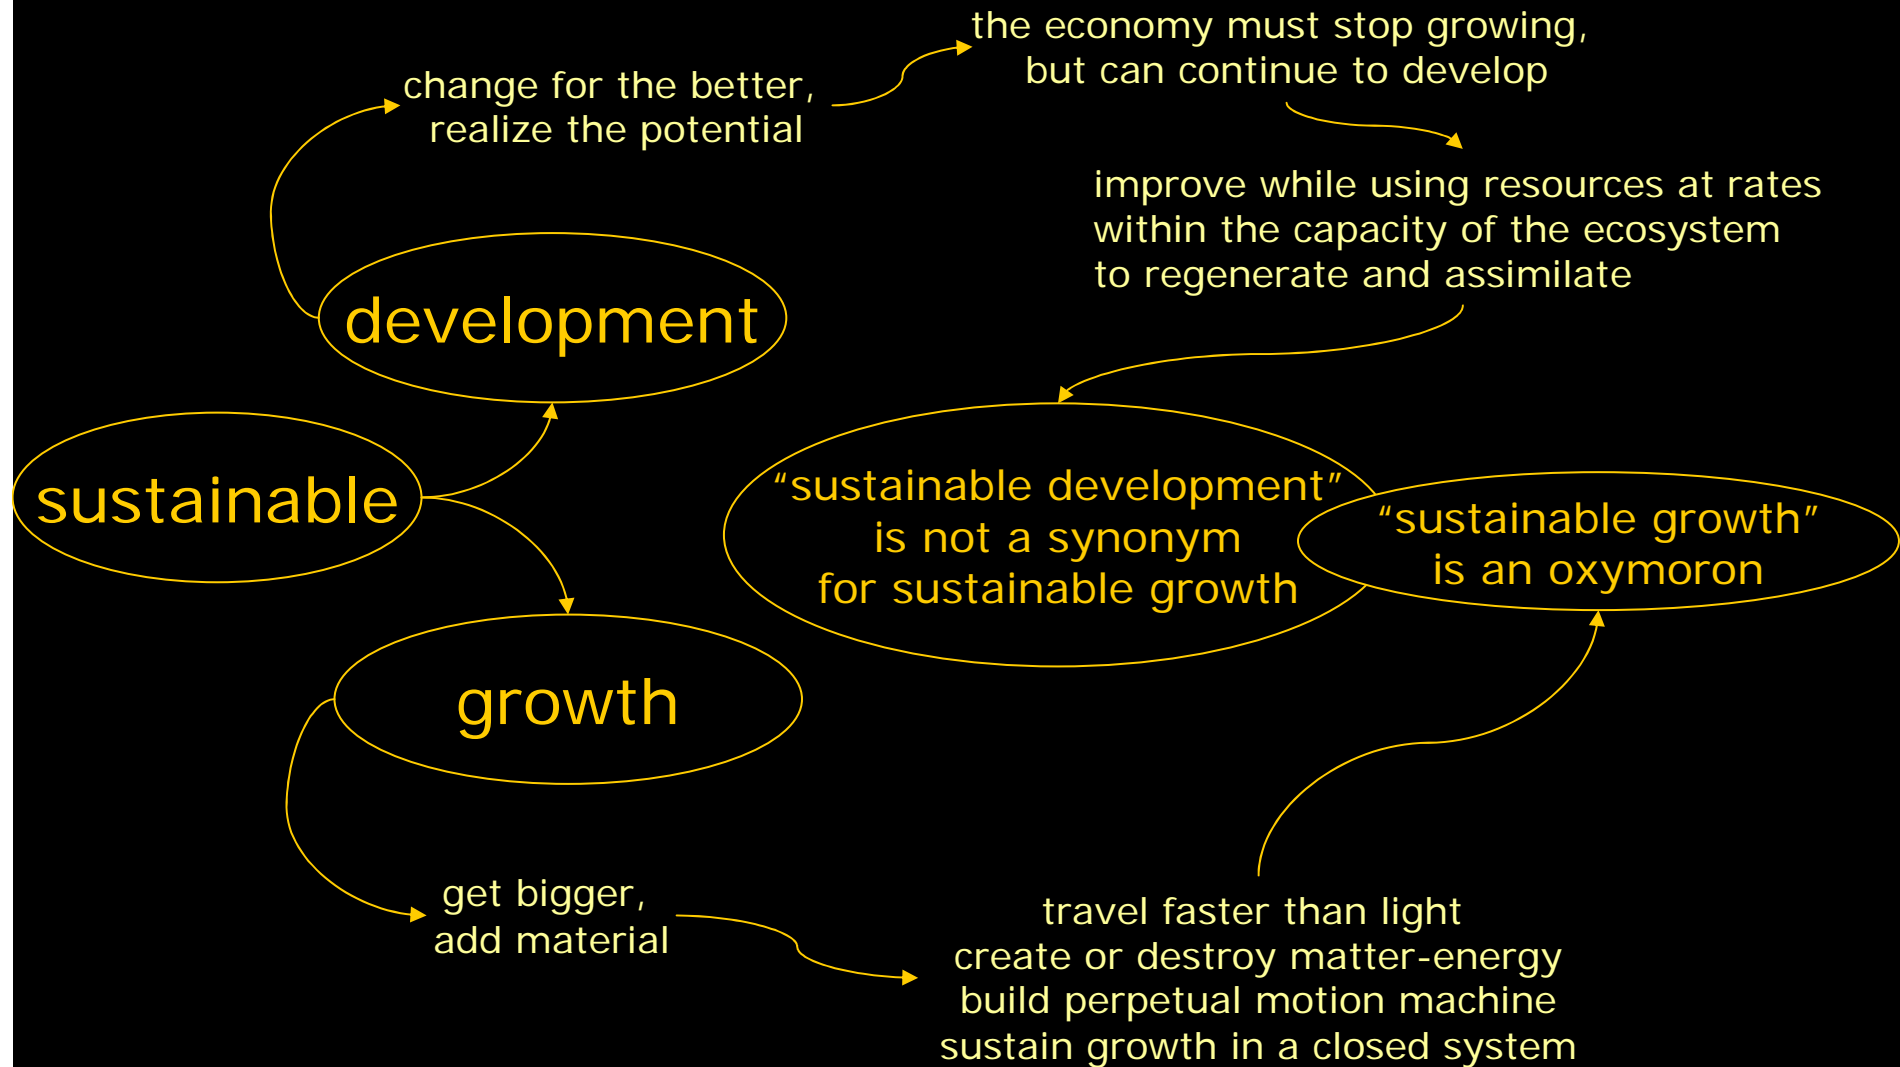 the economy must stop growing,
but can continue to develop
change for the better,
realize the potential
improve while using resources at rates
within the capacity of the ecosystem
to regenerate and assimilate
development
sustainable
“sustainable development”
is not a synonym
for sustainable growth
“sustainable growth”
is an oxymoron
growth
get bigger,
add material
travel faster than light
create or destroy matter-energy
build perpetual motion machine
sustain growth in a closed system